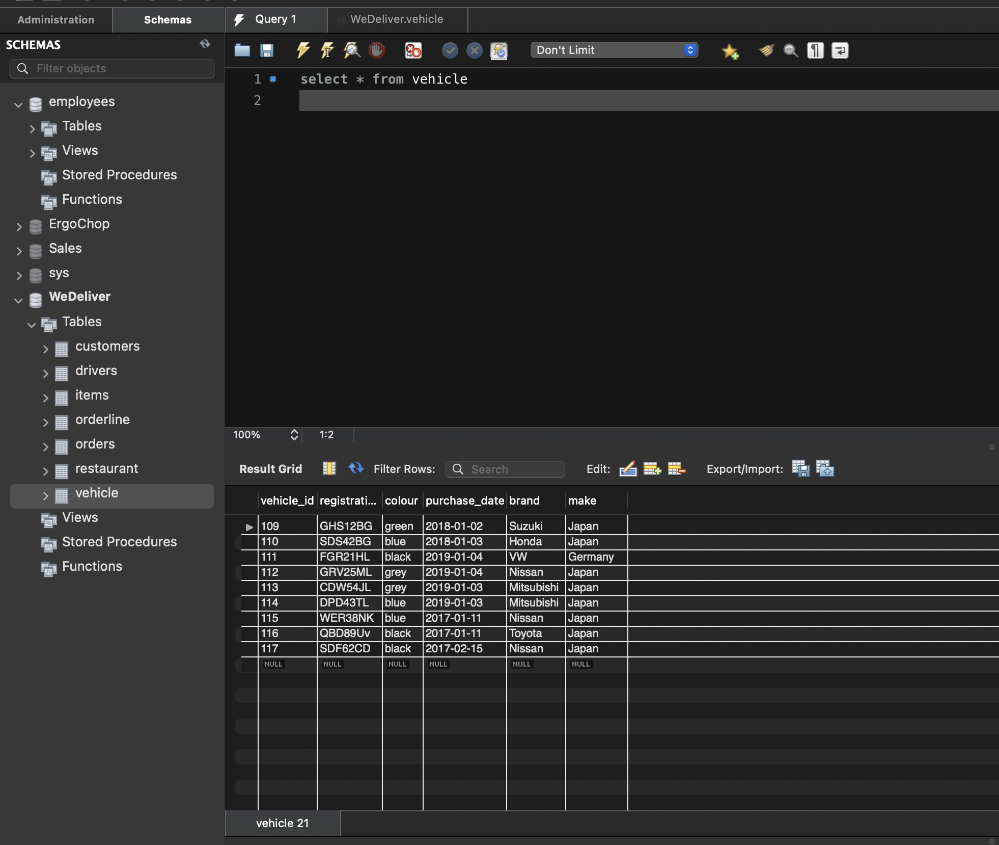 Administration
Schemas
SCHEMAS
Filter objects
employees
Tables
Views
Stored Procedures
Functions
ErgoChop
Sales
sys
WeDeliver
Tables
customers
drivers
items
orderline
orders
restaurant
vehicle
Views
Stored Procedures
Functions
Query 1
WeDeliver.vehicle
Don't Limit
1 select * from vehicle
2
100% 1:2
Result Grid Filter Rows: Search Edit: Export/Import:
vehicle_id registrati... colour purchase_date brand make
109 GHS12BG green 2018-01-02 Suzuki Japan
110 SDS42BG blue 2018-01-03 Honda Japan
111 FGR21HL black 2019-01-04 VW Germany
112 GRV25ML grey 2019-01-04 Nissan Japan
113 CDW54JL grey 2019-01-03 Mitsubishi Japan
114 DPD43TL blue 2019-01-03 Mitsubishi Japan
115 WER38NK blue 2017-01-11 Nissan Japan
116 QBD89Uv black 2017-01-11 Toyota Japan
117 SDF62CD black 2017-02-15 Nissan Japan
NULL NULL NULL NULL NULL NULL
vehicle 21